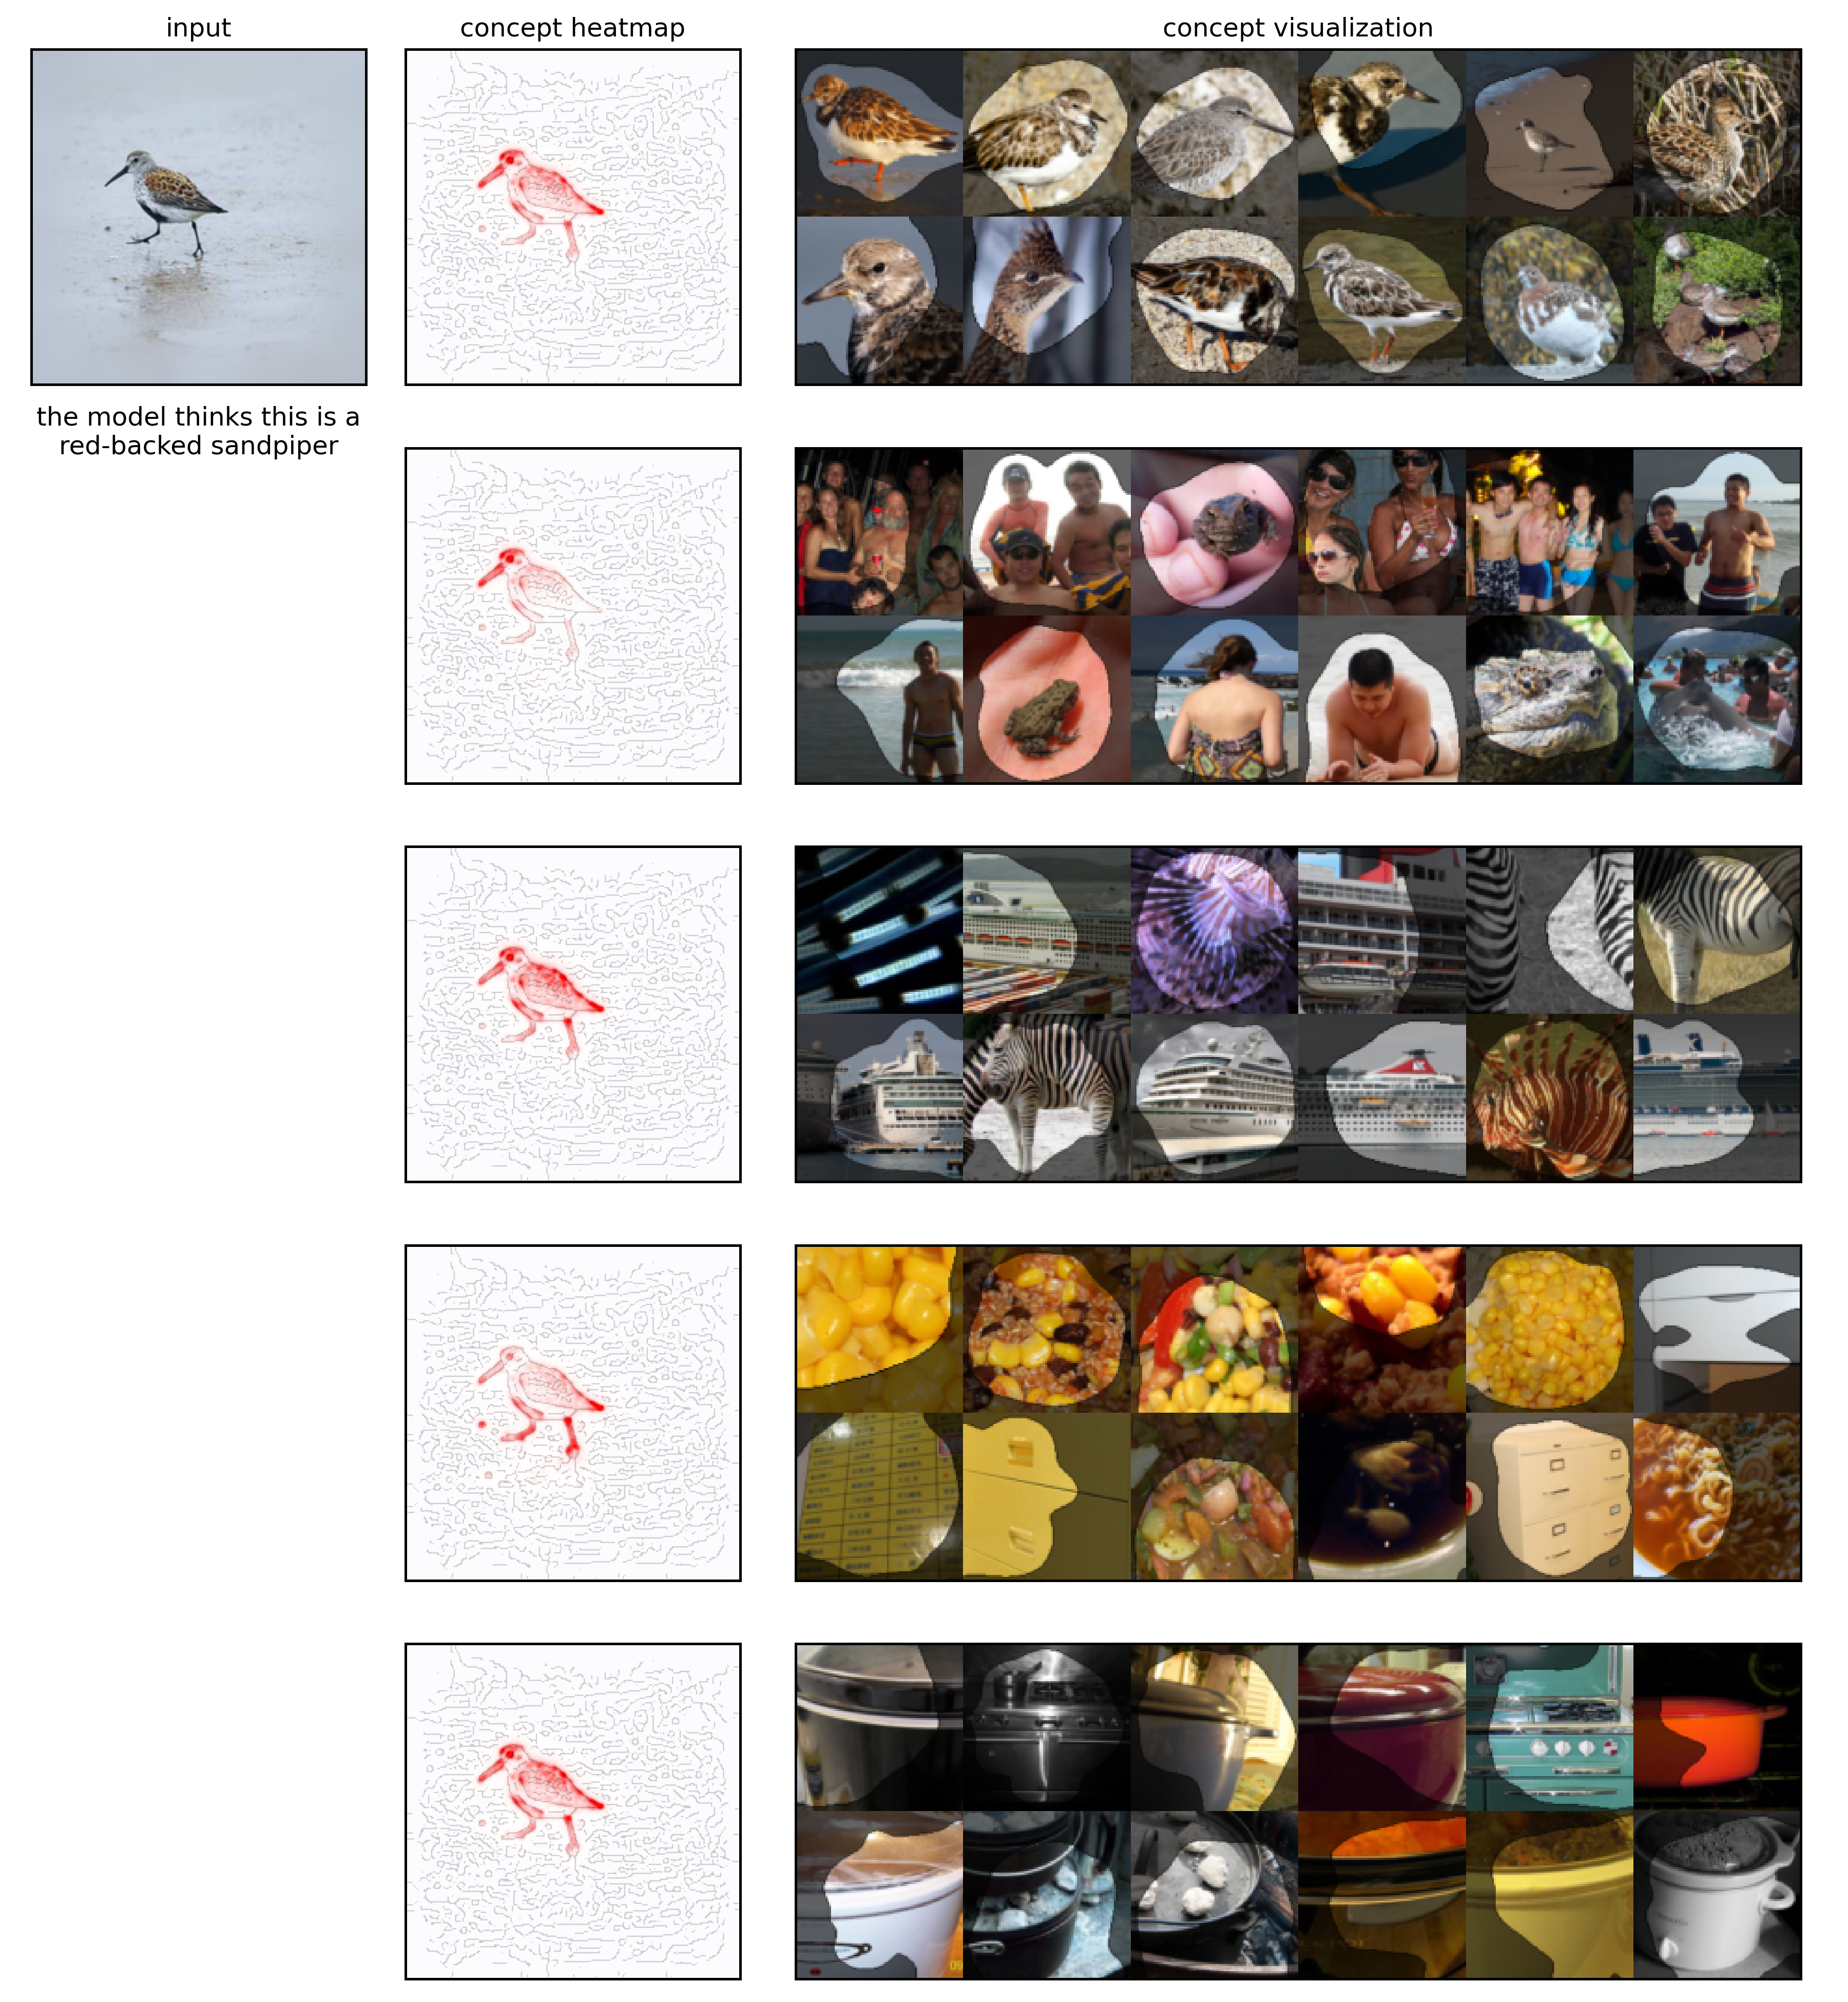 input
concept heatmap
concept visualization
the model thinks this is a
red-backed sandpiper